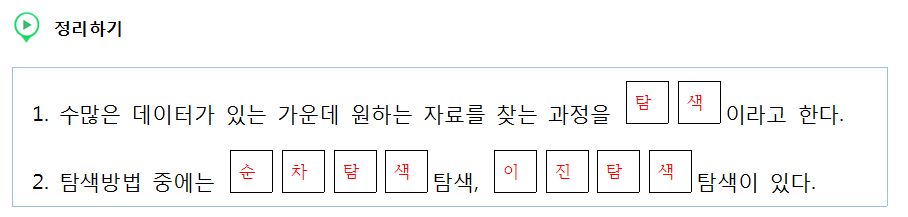 정리하기
1. 수많은 데이터가 있는 가운데 원하는 자료를 찾는 과정을 탐 색 이라고 한다.
2. 탐색방법 중에는 순 차 탐 색 탐색, 이 진 탐 색 탐색이 있다.